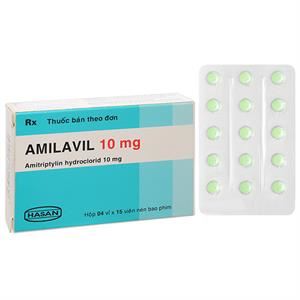 Rx Thuốc bán theo đơn
AMILAVIL 10 mg
Amitriptylin hydroclorid 10 mg
HASAN
Hộp 04 vỉ x 15 viên nén bao phim